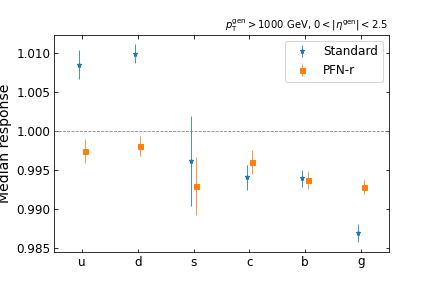 p_T^gen > 1000 GeV, 0 < |η^gen| < 2.5
Standard
PFN-r
Median response
1.010
1.005
1.000
0.995
0.990
0.985
u d s c b g